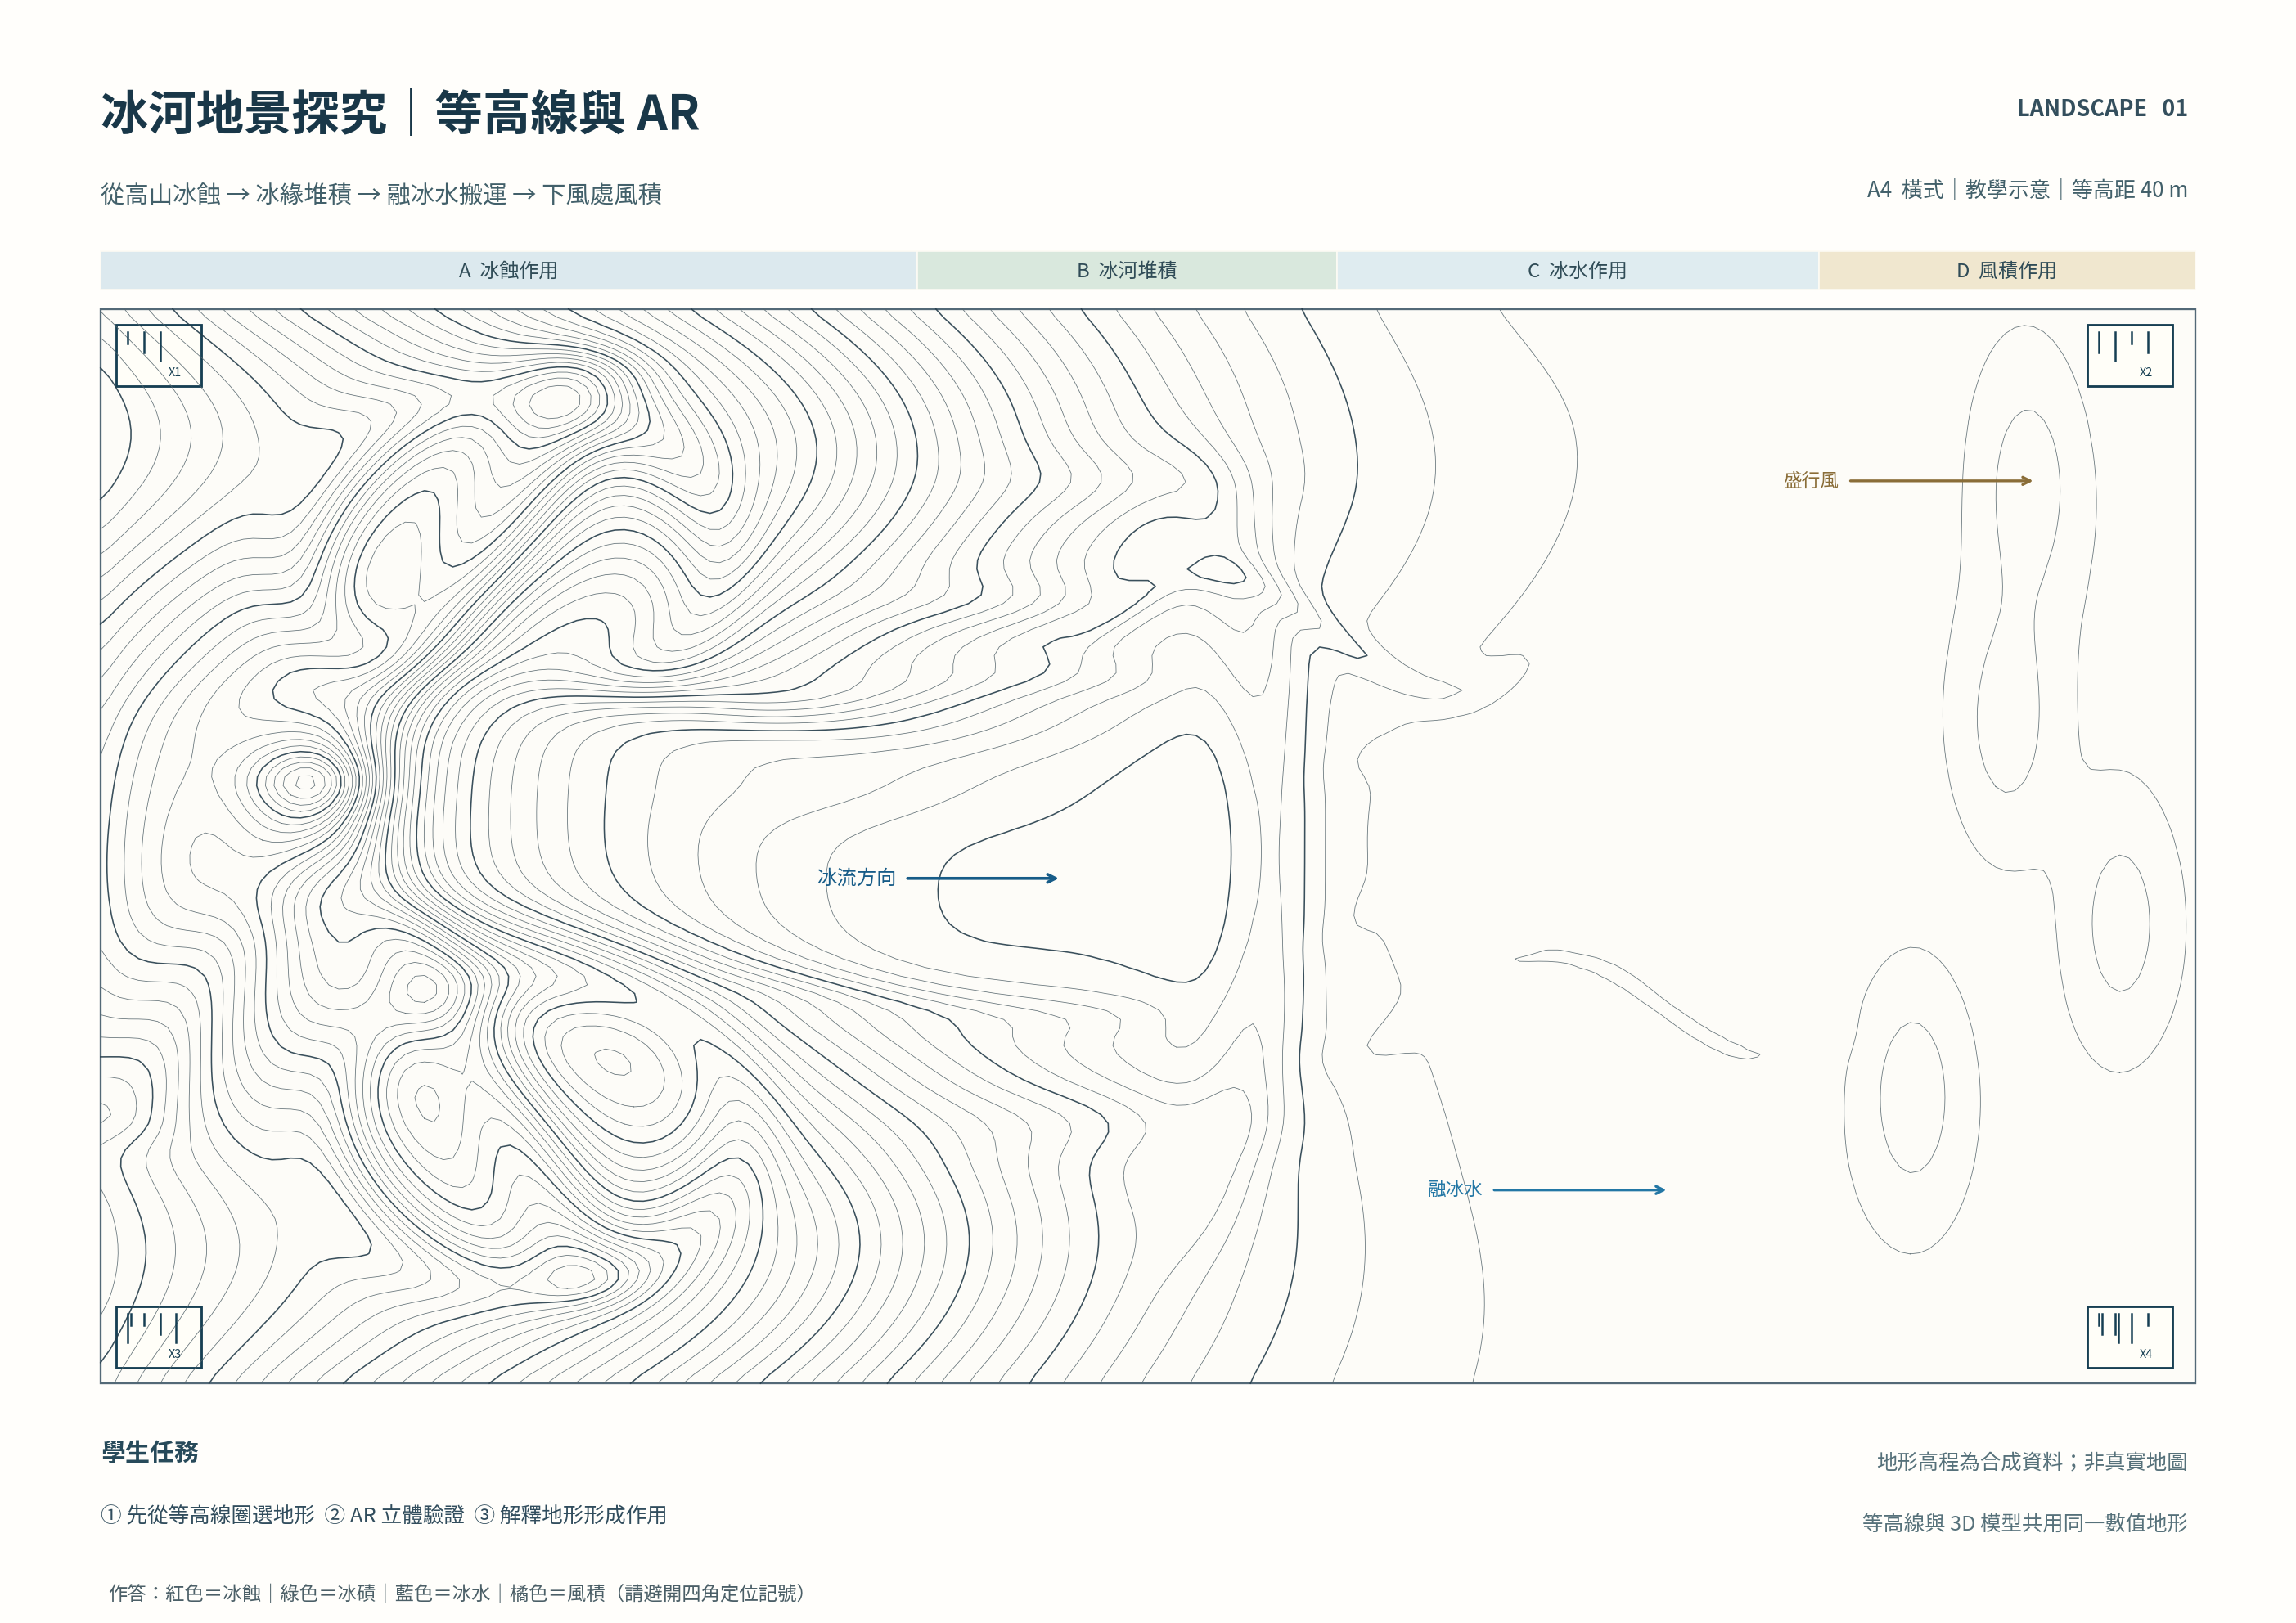 冰河地景探究｜等高線與 AR
LANDSCAPE 01
從高山冰蝕 → 冰緣堆積 → 融冰水搬運 → 下風處風積
A4 橫式｜教學示意｜等高距 40 m
A 冰蝕作用
B 冰河堆積
C 冰水作用
D 風積作用
X1
X2
盛行風
冰流方向
融冰水
X3
X4
學生任務
地形高程為合成資料；非真實地圖
① 先從等高線圈選地形 ② AR 立體驗證 ③ 解釋地形形成作用
等高線與 3D 模型共用同一數值地形
作答：紅色＝冰蝕｜綠色＝冰磧｜藍色＝冰水｜橘色＝風積（請避開四角定位記號）